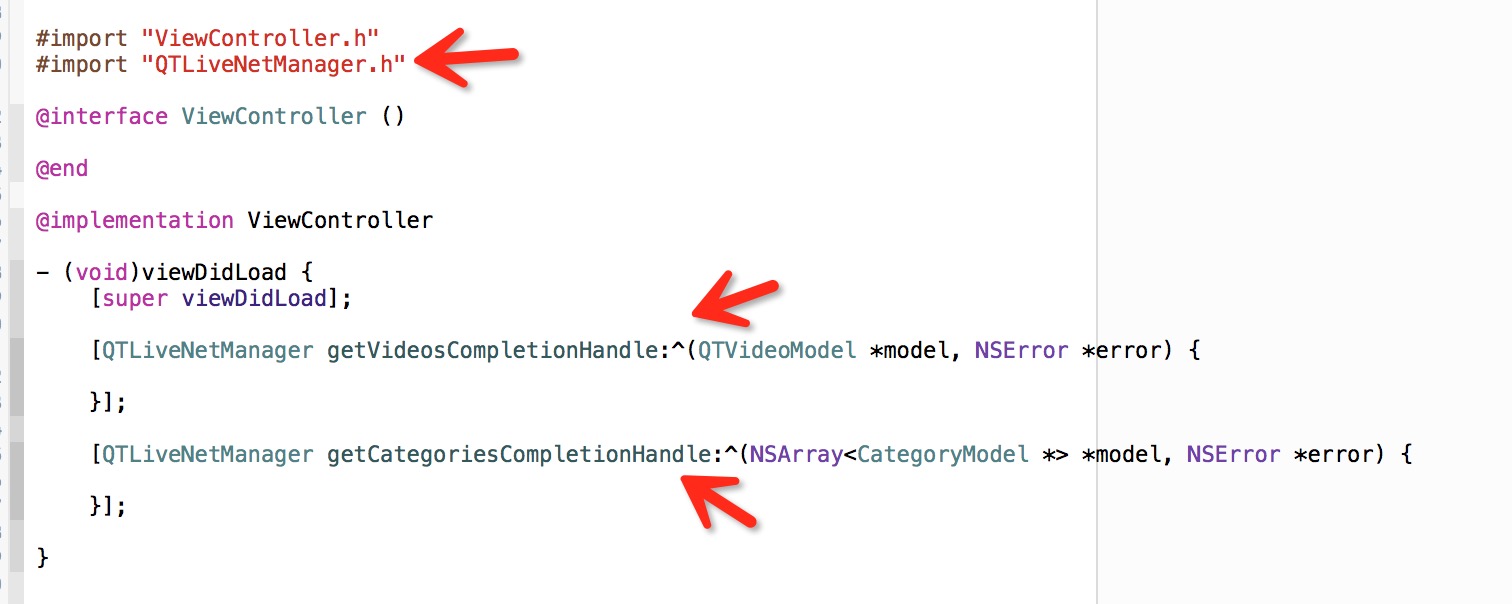 #import "ViewController.h"
#import "QTLiveNetManager.h"
@interface ViewController ()
@end
@implementation ViewController
- (void)viewDidLoad {
[super viewDidLoad];
[QTLiveNetManager getVideosCompletionHandle:^(QTVideoModel *model, NSError *error) {
}];
[QTLiveNetManager getCategoriesCompletionHandle:^(NSArray<CategoryModel *> *model, NSError *error) {
}];
}